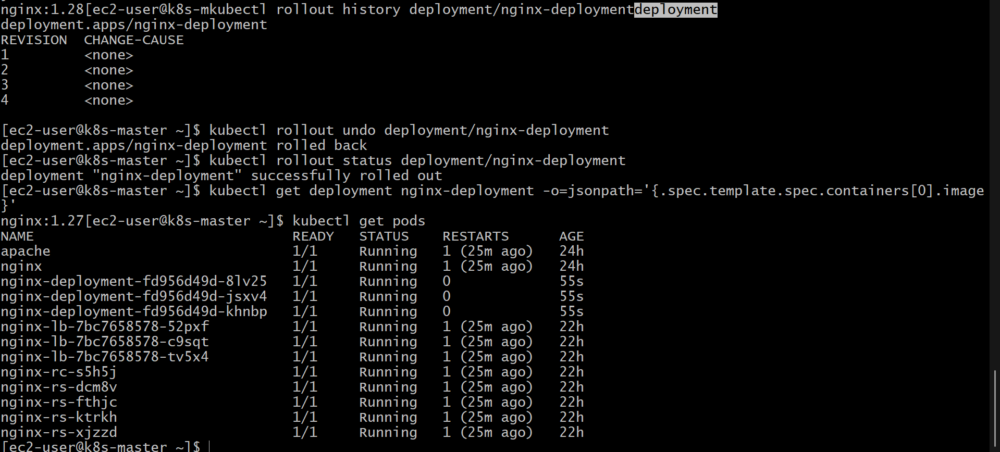 nginx:1.28[ec2-user@k8s-mkubectl rollout history deployment/nginx-deploymentdeployment
deployment.apps/nginx-deployment
REVISION  CHANGE-CAUSE
1         <none>
2         <none>
3         <none>
4         <none>
[ec2-user@k8s-master ~]$ kubectl rollout undo deployment/nginx-deployment
deployment.apps/nginx-deployment rolled back
[ec2-user@k8s-master ~]$ kubectl rollout status deployment/nginx-deployment
deployment "nginx-deployment" successfully rolled out
[ec2-user@k8s-master ~]$ kubectl get deployment nginx-deployment -o=jsonpath='{.spec.template.spec.containers[0].image
}'
nginx:1.27[ec2-user@k8s-master ~]$ kubectl get pods
NAME                               READY   STATUS    RESTARTS      AGE
apache                             1/1     Running   1 (25m ago)   24h
nginx                              1/1     Running   1 (25m ago)   24h
nginx-deployment-fd956d49d-8lv25   1/1     Running   0             55s
nginx-deployment-fd956d49d-jsxv4   1/1     Running   0             55s
nginx-deployment-fd956d49d-khnbp   1/1     Running   0             55s
nginx-lb-7bc7658578-52pxf          1/1     Running   1 (25m ago)   22h
nginx-lb-7bc7658578-c9sqt          1/1     Running   1 (25m ago)   22h
nginx-lb-7bc7658578-tv5x4          1/1     Running   1 (25m ago)   22h
nginx-rc-s5h5j                     1/1     Running   1 (25m ago)   22h
nginx-rs-dcm8v                     1/1     Running   1 (25m ago)   22h
nginx-rs-fthjc                     1/1     Running   1 (25m ago)   22h
nginx-rs-ktrkh                     1/1     Running   1 (25m ago)   22h
nginx-rs-xjzzd                     1/1     Running   1 (25m ago)   22h
[ec2-user@k8s-master ~]$